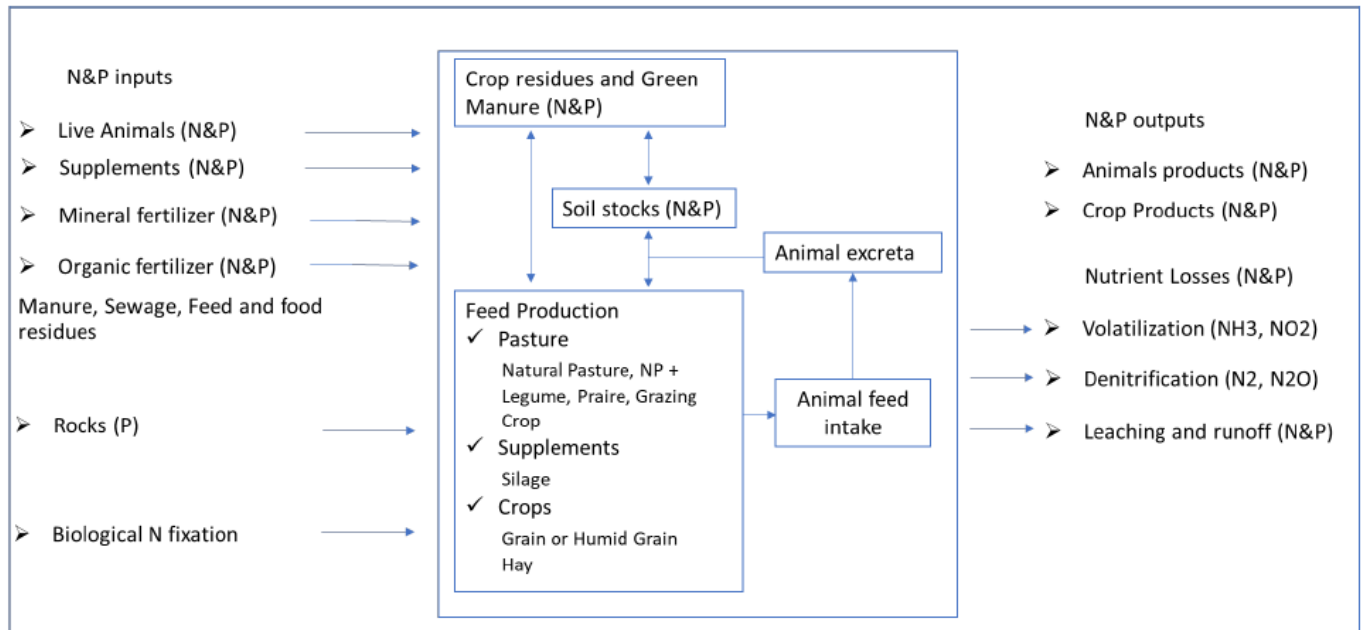 N&P inputs
Live Animals (N&P)
Supplements (N&P)
Mineral fertilizer (N&P)
Organic fertilizer (N&P)
Manure, Sewage, Feed and food
residues
Rocks (P)
Biological N fixation
Crop residues and Green
Manure (N&P)
Soil stocks (N&P)
Animal excreta
Feed Production
✓ Pasture
Natural Pasture, NP +
Legume, Praire, Grazing
Crop
✓ Supplements
Silage
✓ Crops
Grain or Humid Grain
Hay
Animal feed
intake
N&P outputs
Animals products (N&P)
Crop Products (N&P)
Nutrient Losses (N&P)
Volatilization (NH3, NO2)
Denitrification (N2, N2O)
Leaching and runoff (N&P)